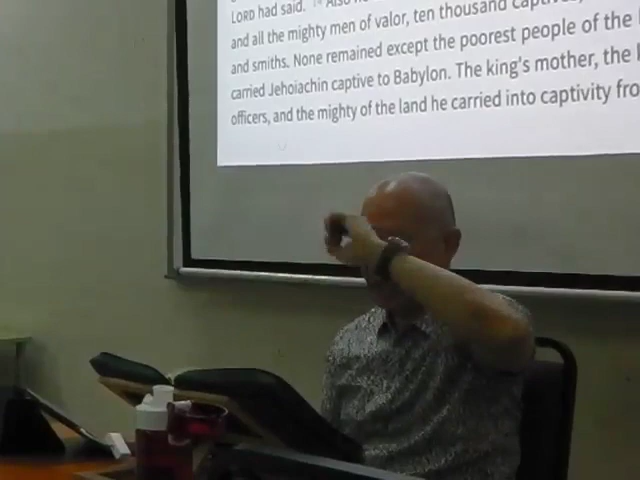 LORD had said. 14 Also
and all the mighty men of valor, ten thousand
and smiths. None remained except the poorest people of the
carried Jehoiachin captive to Babylon. The king's mother, the
officers, and the mighty of the land he carried into captivity fro